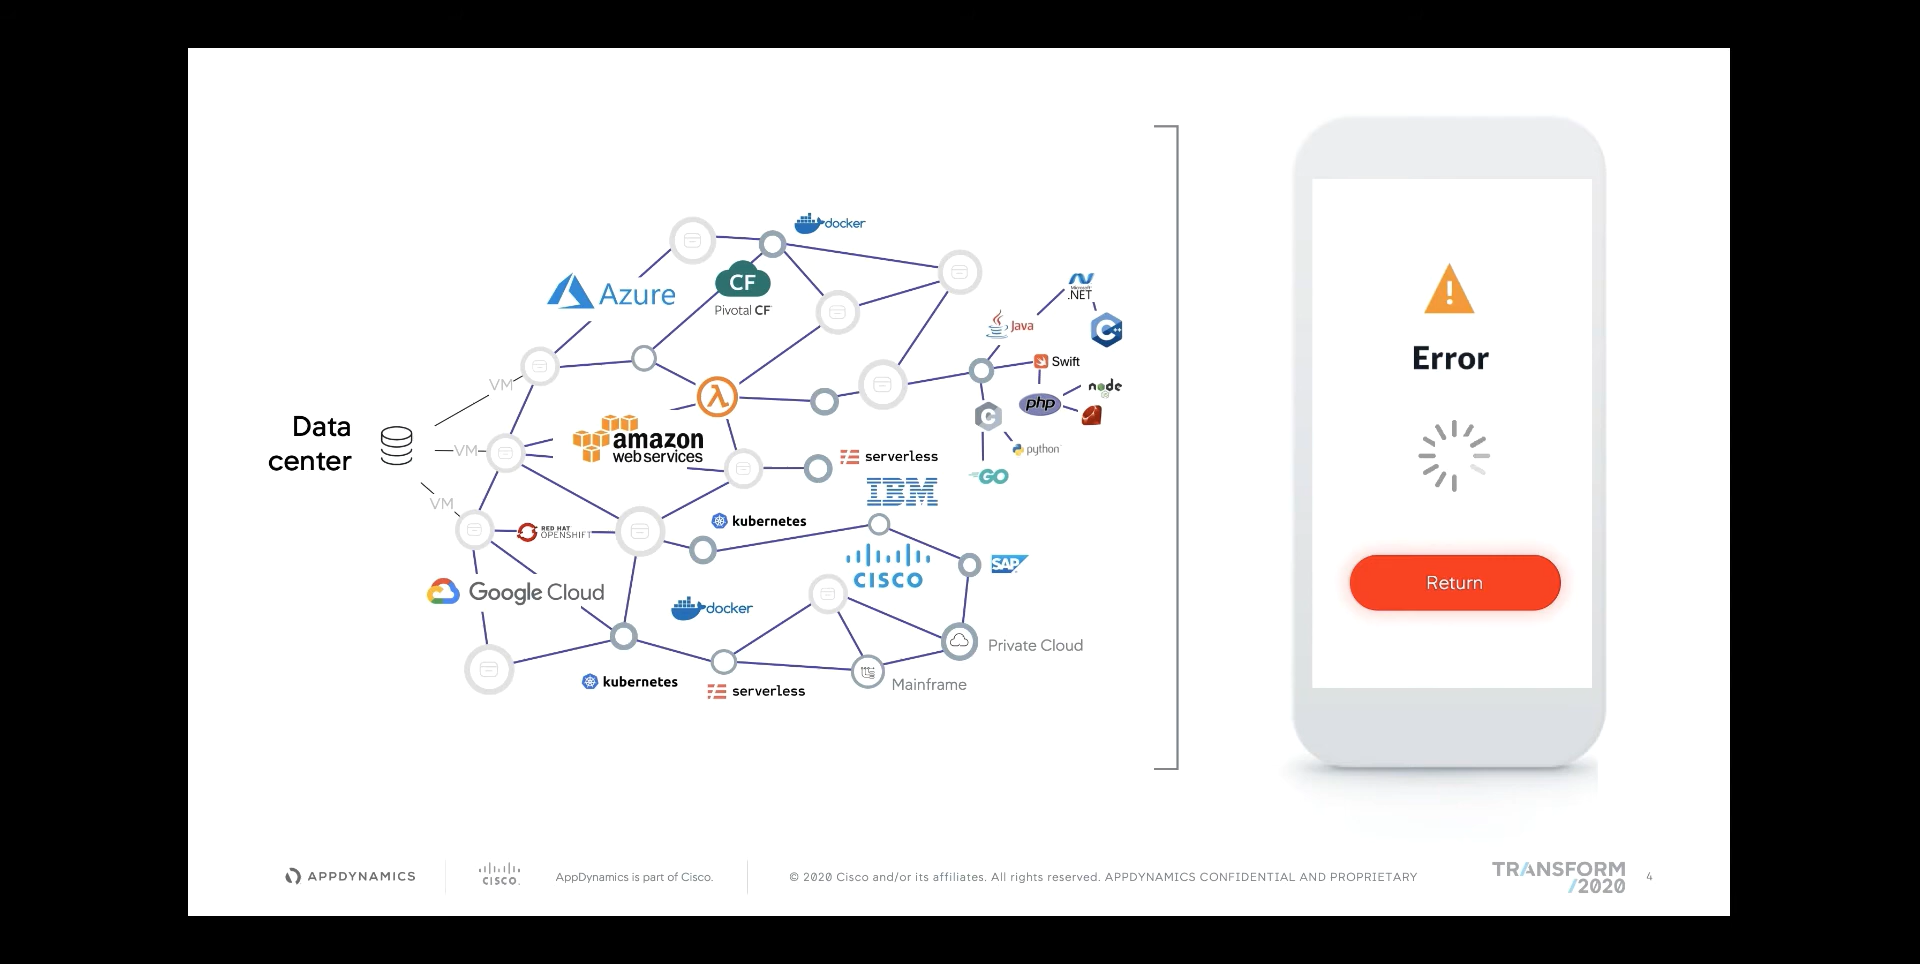 docker
Azure
CF
Pivotal CF
Microsoft
.NET
Java
C++
Swift
VM
node
php
C
Data
center
VM
amazon
web services
python
serverless
GO
IBM
VM
RED HAT
OPENSHIFT
kubernetes
CISCO
SAP
Google Cloud
docker
Private Cloud
kubernetes
serverless
Mainframe
Error
Return
APPDYNAMICS
CISCO
AppDynamics is part of Cisco.
© 2020 Cisco and/or its affiliates. All rights reserved. APPDYNAMICS CONFIDENTIAL AND PROPRIETARY
TRANSFORM
/2020
4